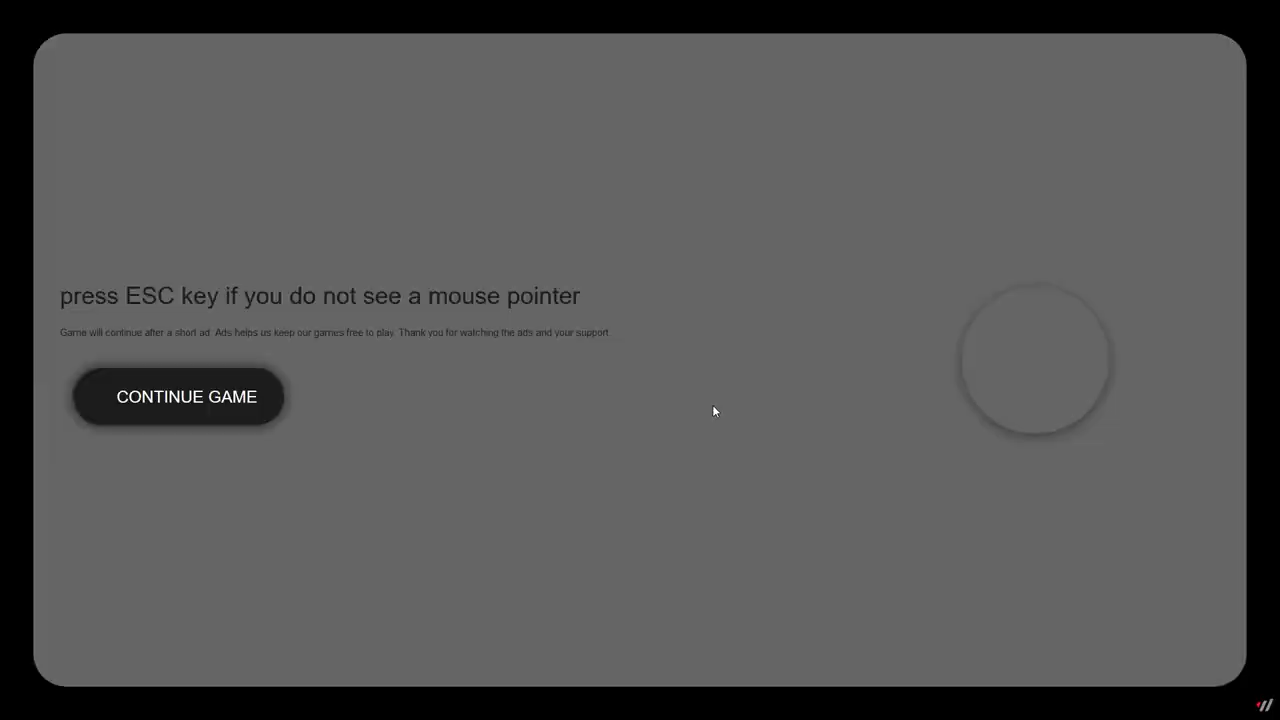 press ESC key if you do not see a mouse pointer
Game will continue after a short ad. Ads helps us keep our games free to play. Thank you for watching the ads and your support.
CONTINUE GAME